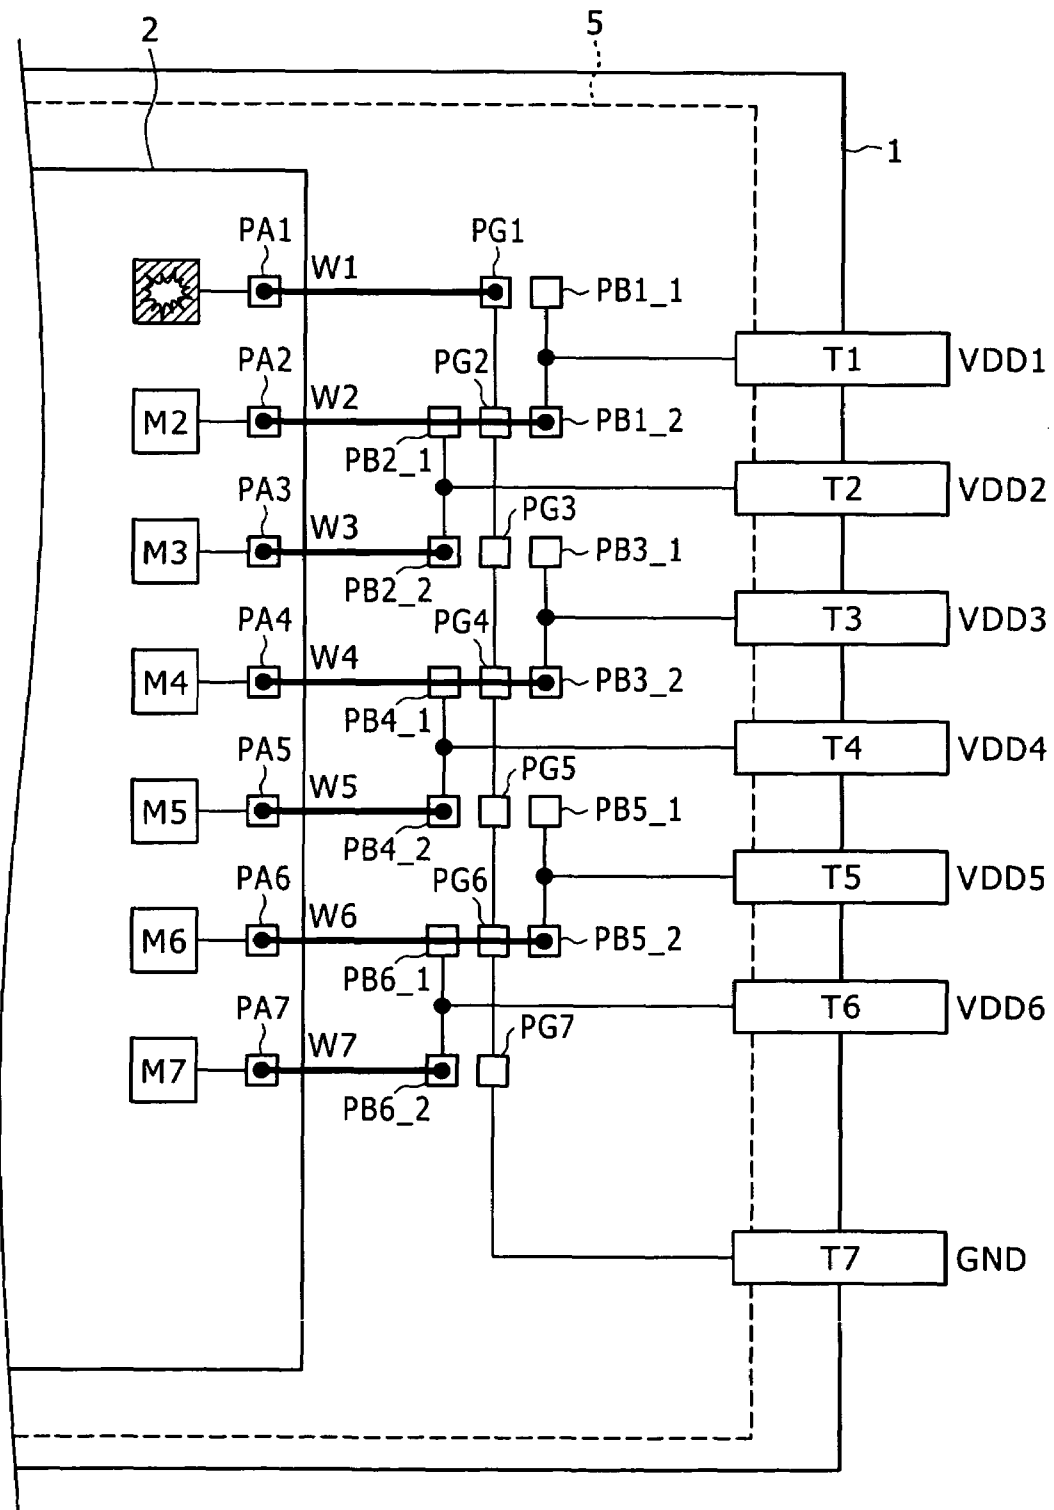 2
5
1
PA1
W1
PG1
PB1_1
T1
VDD1
PA2
W2
PG2
M2
PB1_2
PB2_1
T2
VDD2
PA3
W3
PG3
M3
PB3_1
PB2_2
T3
VDD3
PA4
W4
PG4
M4
PB3_2
PB4_1
T4
VDD4
PA5
W5
PG5
M5
PB5_1
PB4_2
T5
VDD5
PA6
W6
PG6
M6
PB5_2
PB6_1
T6
VDD6
PA7
W7
PG7
M7
PB6_2
T7
GND